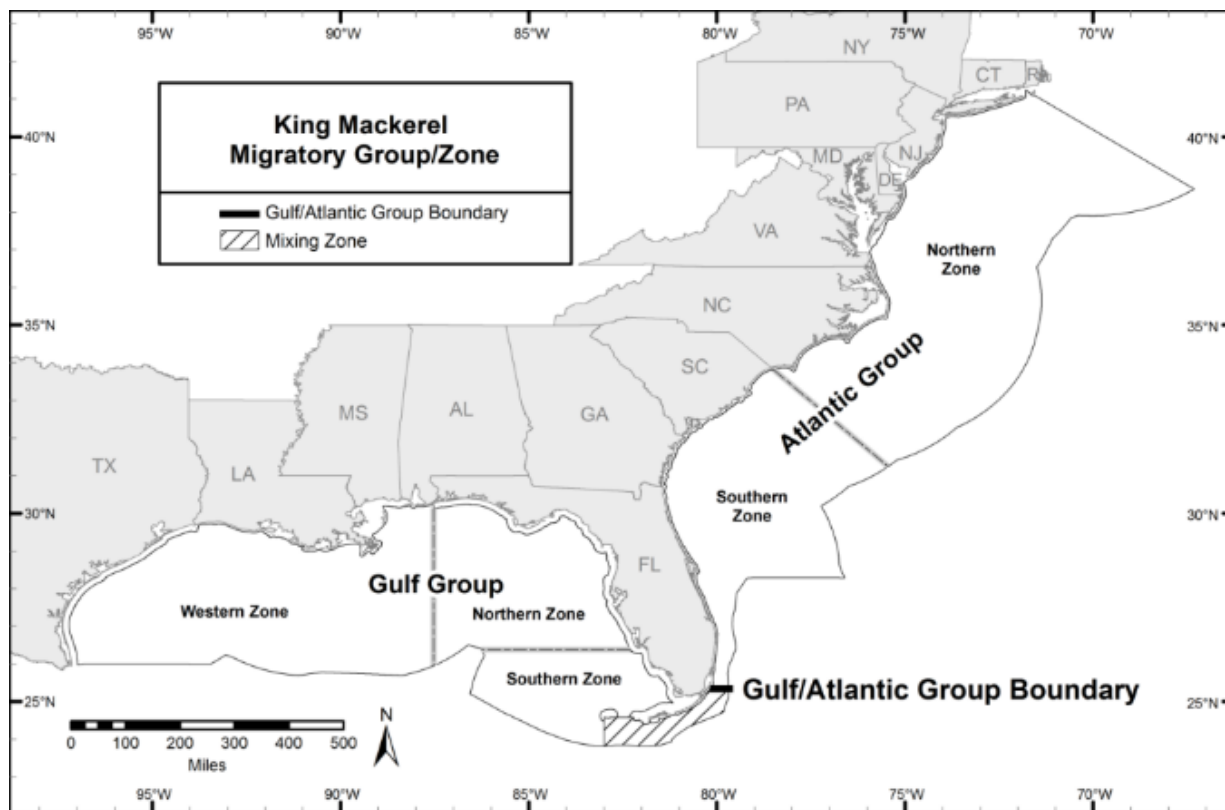 95°W 90°W 85°W 80°W 75°W 70°W
NY
CT
PA
40°N
King Mackerel
Migratory Group/Zone
40°N
MD
NJ
DE
Gulf/Atlantic Group Boundary
Mixing Zone
VA
Northern
Zone
NC
35°N
35°N
SC
Atlantic Group
MS
AL
GA
TX
LA
Southern
Zone
30°N
30°N
FL
Gulf Group
Western Zone
Northern Zone
Southern Zone
Gulf/Atlantic Group Boundary
25°N
25°N
N
0 100 200 300 400 500
Miles
95°W 90°W 85°W 80°W 75°W 70°W